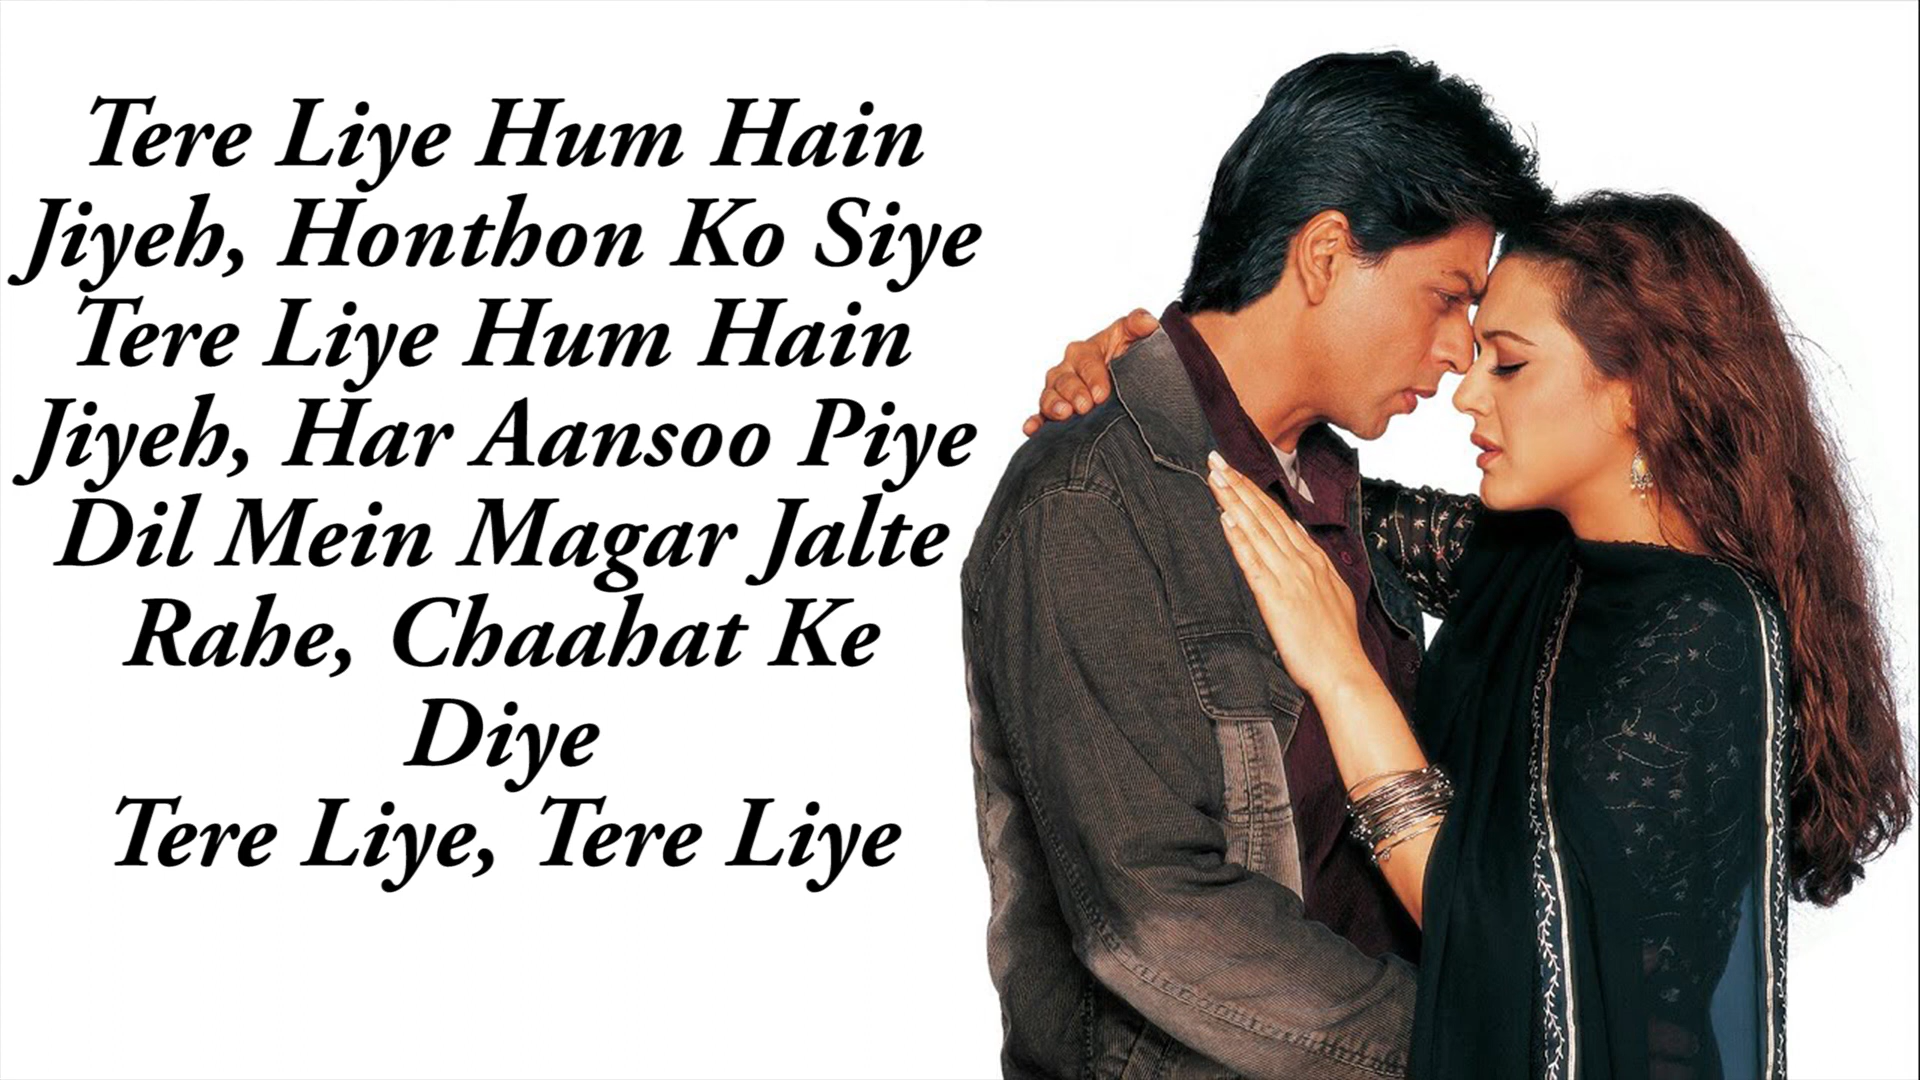 Tere Liye Hum Hain
Jiyeh, Honthon Ko Siye
Tere Liye Hum Hain
Jiyeh, Har Aansoo Piye
Dil Mein Magar Jalte
Rahe, Chaahat Ke
Diye
Tere Liye, Tere Liye